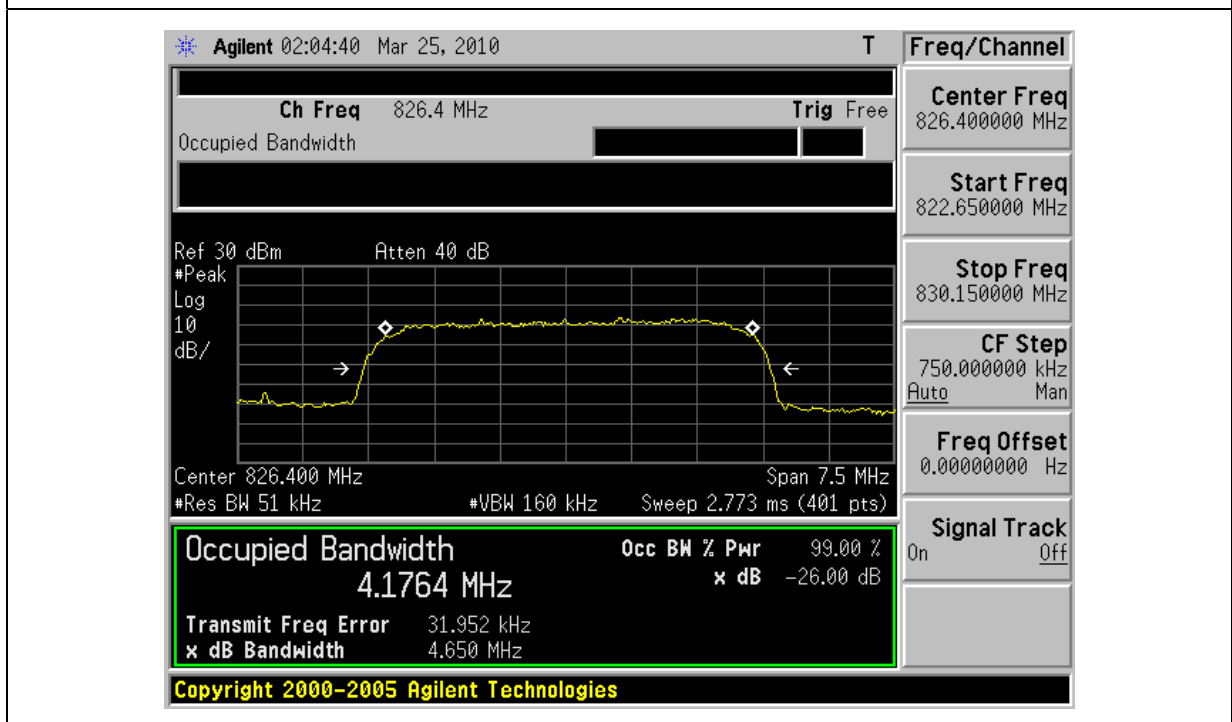 Agilent 02:04:40 Mar 25, 2010 T
Ch Freq 826.4 MHz Trig Free
Occupied Bandwidth
Ref 30 dBm Atten 40 dB
#Peak
Log
10
dB/
Center 826.400 MHz Span 7.5 MHz
#Res BW 51 kHz #VBW 160 kHz Sweep 2.773 ms (401 pts)
Occupied Bandwidth Occ BW % Pwr 99.00 %
4.1764 MHz x dB -26.00 dB
Transmit Freq Error 31.952 kHz
x dB Bandwidth 4.650 MHz
Copyright 2000-2005 Agilent Technologies
Freq/Channel
Center Freq
826.400000 MHz
Start Freq
822.650000 MHz
Stop Freq
830.150000 MHz
CF Step
750.000000 kHz
Auto Man
Freq Offset
0.00000000 Hz
Signal Track
On Off